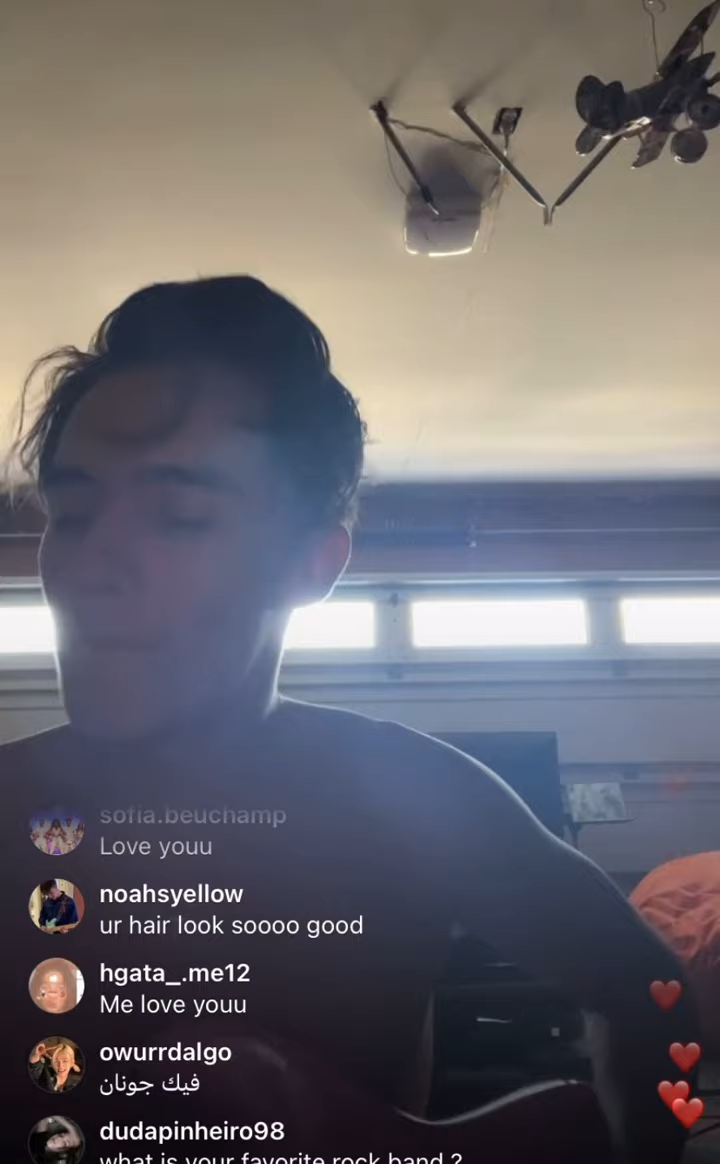 sofia.beuchamp
Love youu
noahsyellow
ur hair look soooo good
hgata_.me12
Me love youu
owurrdalgo
فيك جونان
dudapinheiro98
what is your favorite rock band ?